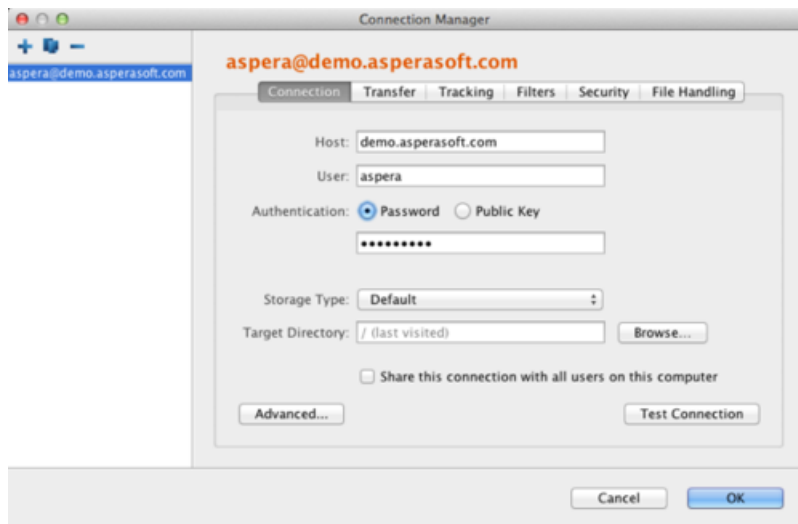 Connection Manager
aspera@demo.asperasoft.com
aspera@demo.asperasoft.com
Connection Transfer Tracking Filters Security File Handling
Host: demo.asperasoft.com
User: aspera
Authentication: Password Public Key
•••••••••
Storage Type: Default
Target Directory: / (last visited) Browse...
Share this connection with all users on this computer
Advanced... Test Connection
Cancel OK